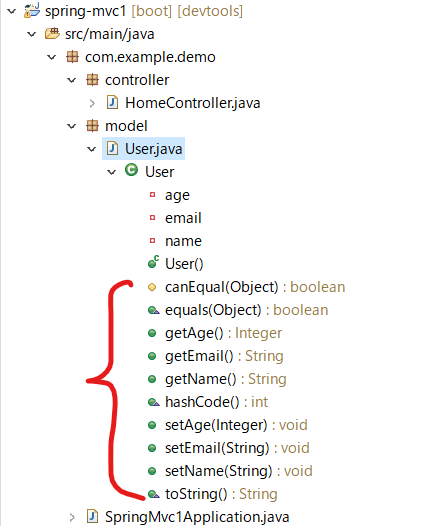 spring-mvc1 [boot] [devtools]
src/main/java
com.example.demo
controller
HomeController.java
model
User.java
User
age
email
name
User()
canEqual(Object) : boolean
equals(Object) : boolean
getAge() : Integer
getEmail() : String
getName() : String
hashCode() : int
setAge(Integer) : void
setEmail(String) : void
setName(String) : void
toString() : String
SpringMvc1Application.java